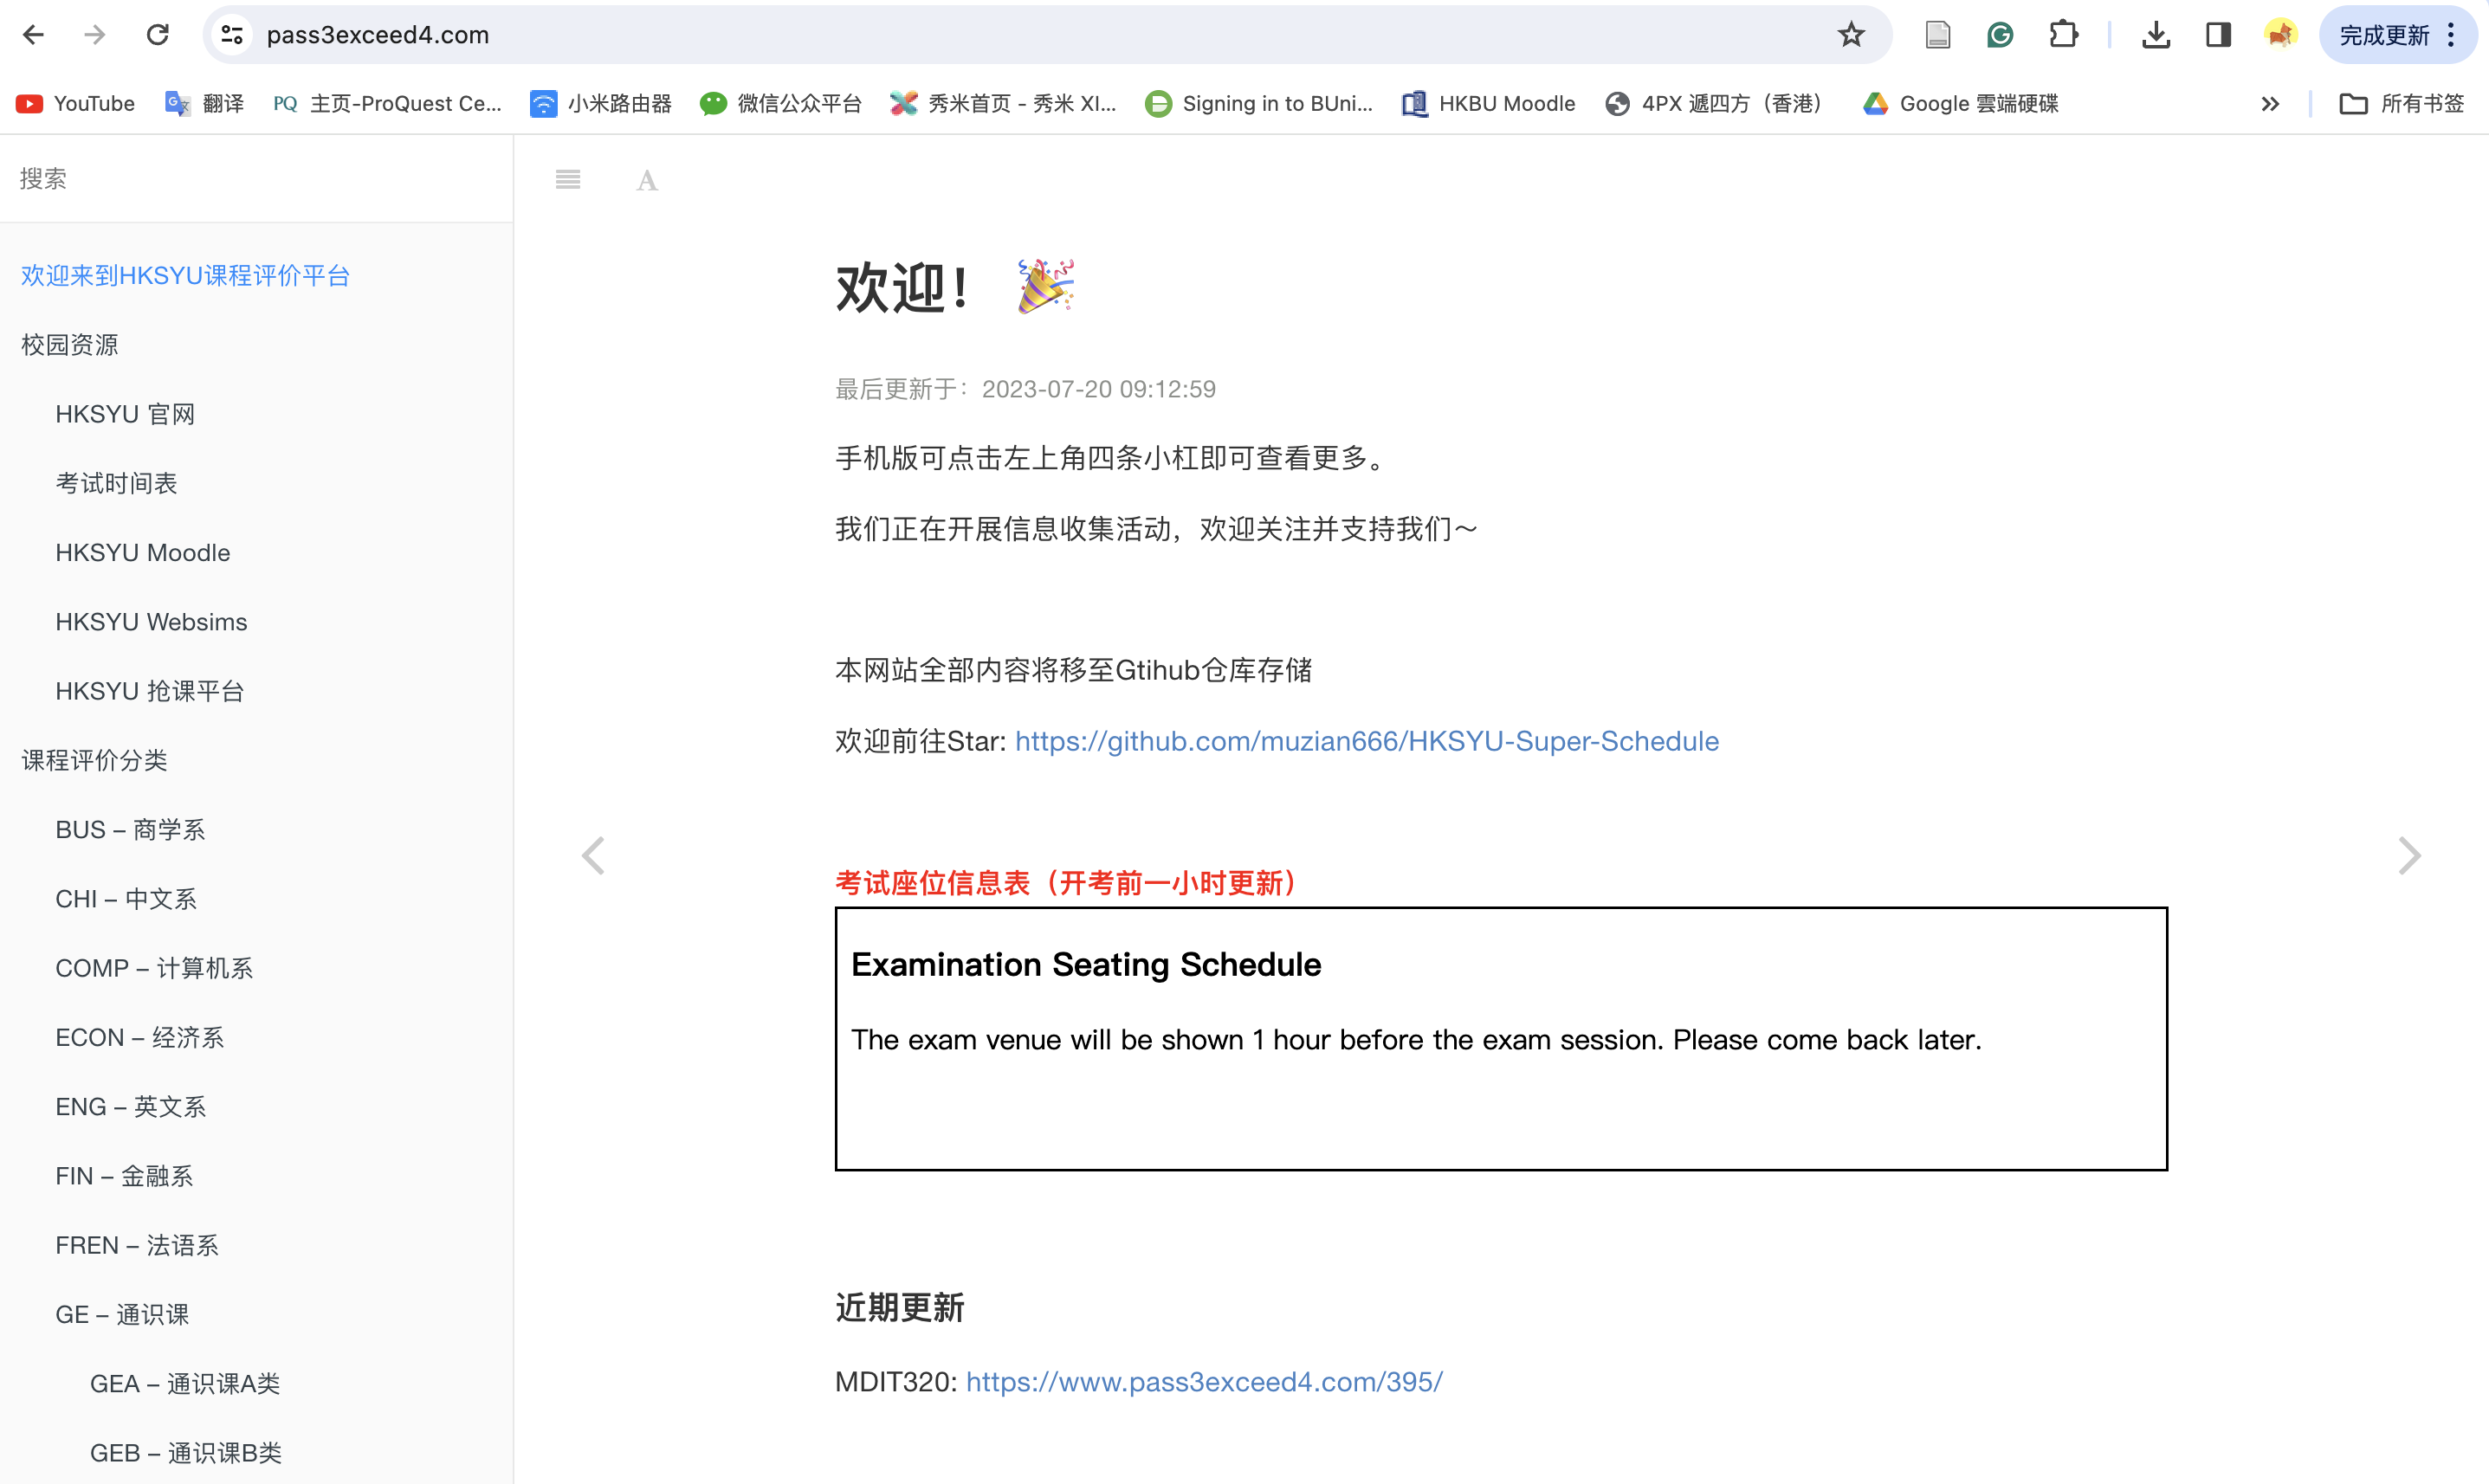 pass3exceed4.com
完成更新
YouTube
翻译
PQ 主页-ProQuest Ce...
小米路由器
微信公众平台
秀米首页 - 秀米 XI...
Signing in to BUni...
HKBU Moodle
4PX 遞四方（香港）
Google 雲端硬碟
所有书签
搜索
A
欢迎来到HKSYU课程评价平台
校园资源
HKSYU 官网
考试时间表
HKSYU Moodle
HKSYU Websims
HKSYU 抢课平台
课程评价分类
BUS – 商学系
CHI – 中文系
COMP – 计算机系
ECON – 经济系
ENG – 英文系
FIN – 金融系
FREN – 法语系
GE – 通识课
GEA – 通识课A类
GEB – 通识课B类
欢迎！ 🎉
最后更新于：2023-07-20 09:12:59
手机版可点击左上角四条小杠即可查看更多。
我们正在开展信息收集活动，欢迎关注并支持我们～
本网站全部内容将移至Gtihub仓库存储
欢迎前往Star: https://github.com/muzian666/HKSYU-Super-Schedule
考试座位信息表（开考前一小时更新）
Examination Seating Schedule
The exam venue will be shown 1 hour before the exam session. Please come back later.
近期更新
MDIT320: https://www.pass3exceed4.com/395/